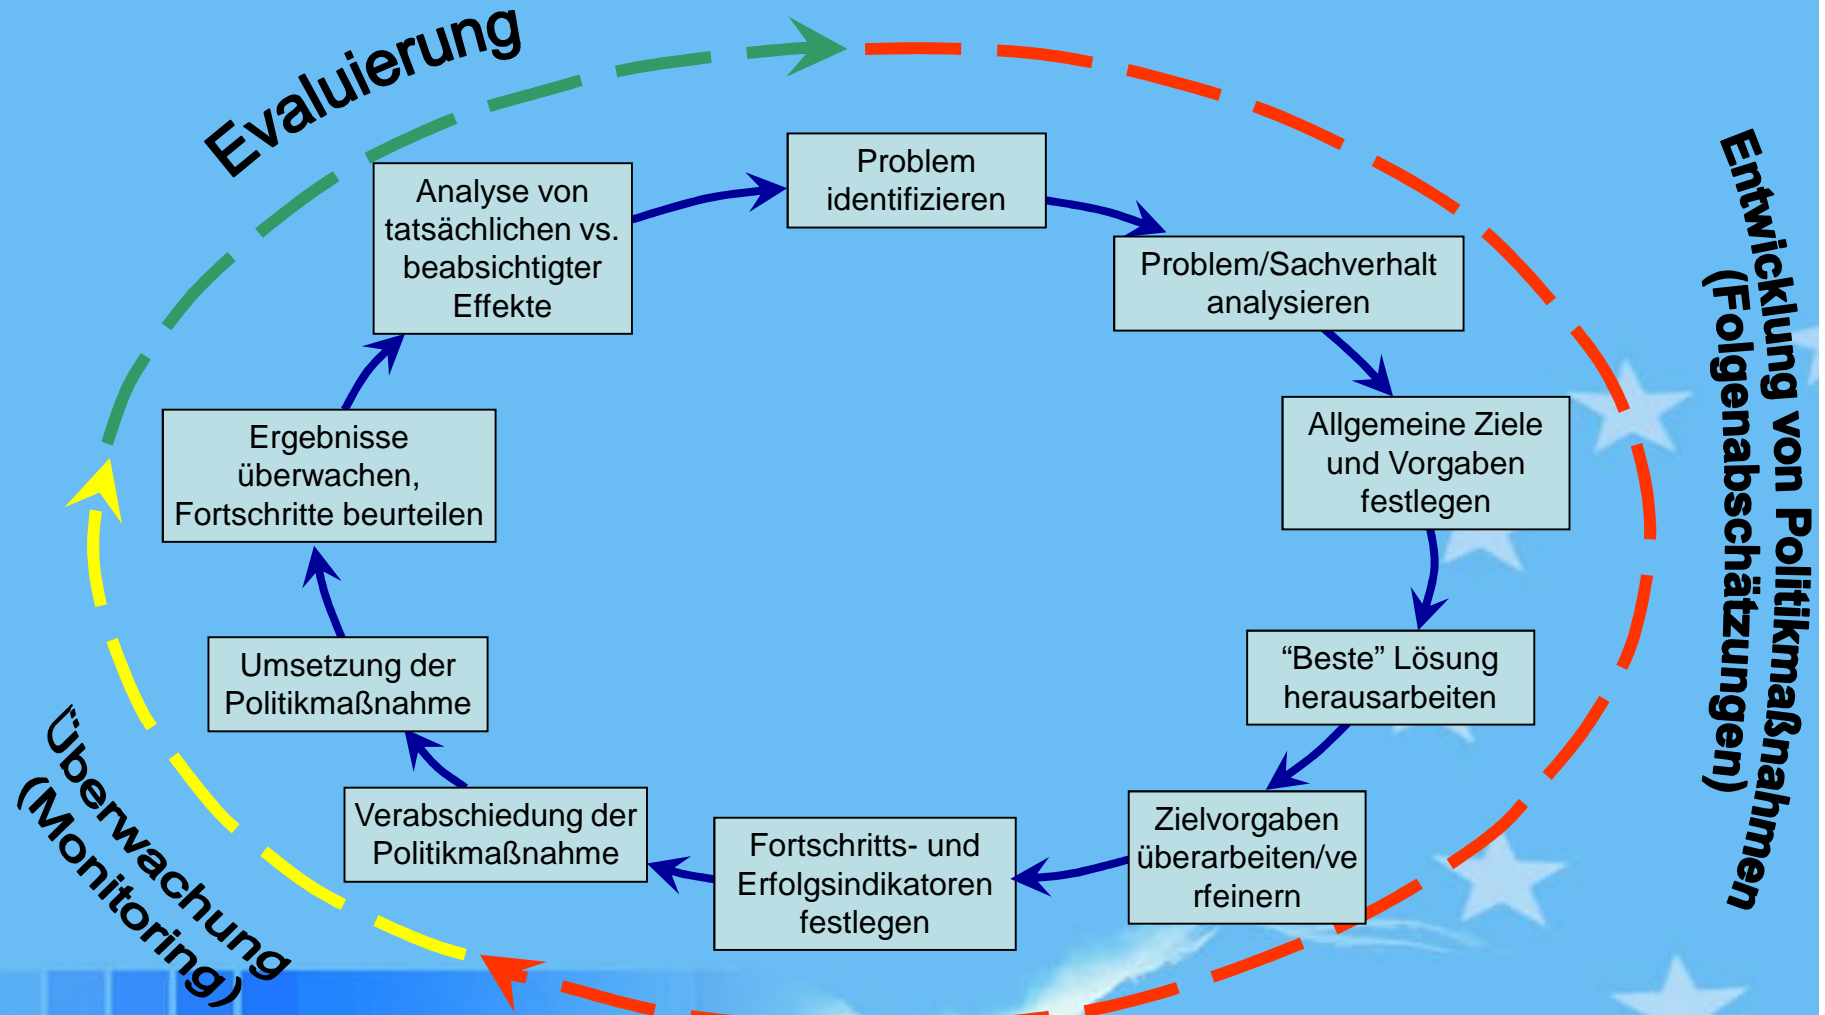 Evaluierung
Problem
identifizieren
Analyse von
tatsächlichen vs.
beabsichtigter
Effekte
Problem/Sachverhalt
analysieren
Entwicklung von Politikmaßnahmen
(Folgenabschätzungen)
Allgemeine Ziele
und Vorgaben
festlegen
Ergebnisse
überwachen,
Fortschritte beurteilen
“Beste” Lösung
herausarbeiten
Umsetzung der
Politikmaßnahme
Zielvorgaben
überarbeiten/ve
rfeinern
Verabschiedung der
Politikmaßnahme
Fortschritts- und
Erfolgsindikatoren
festlegen
Überwachung
(Monitoring)